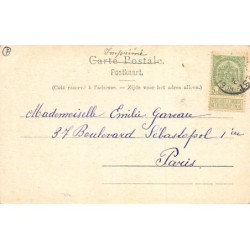 Imprimé
Carte Postale.
Postkaart.
(Côté réservé à l'adresse. — Zijde voor het adres alleen.)
Mademoiselle Emilie Garreau
37 Boulevard Sébastopol 1er
Paris